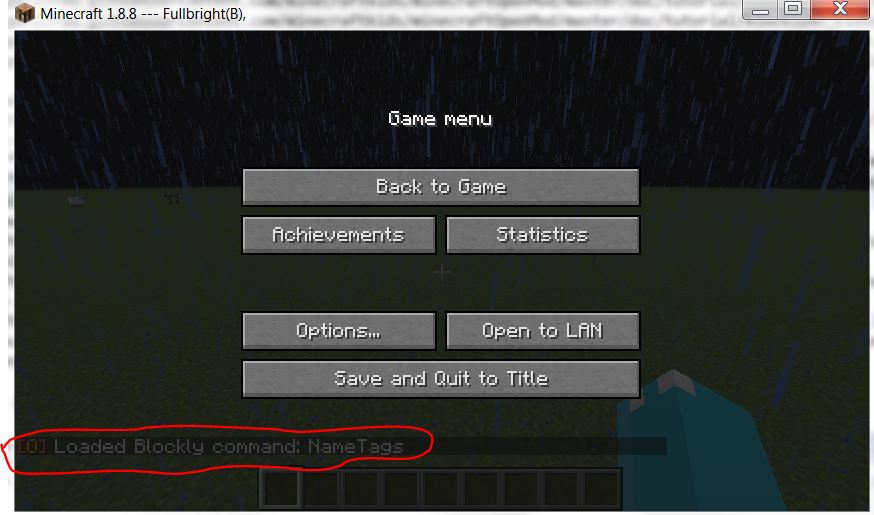 Minecraft 1.8.8 --- Fullbright(B),
Game menu
Back to Game
Achievements
Statistics
Options...
Open to LAN
Save and Quit to Title
[O] Loaded Blockly command: NameTags